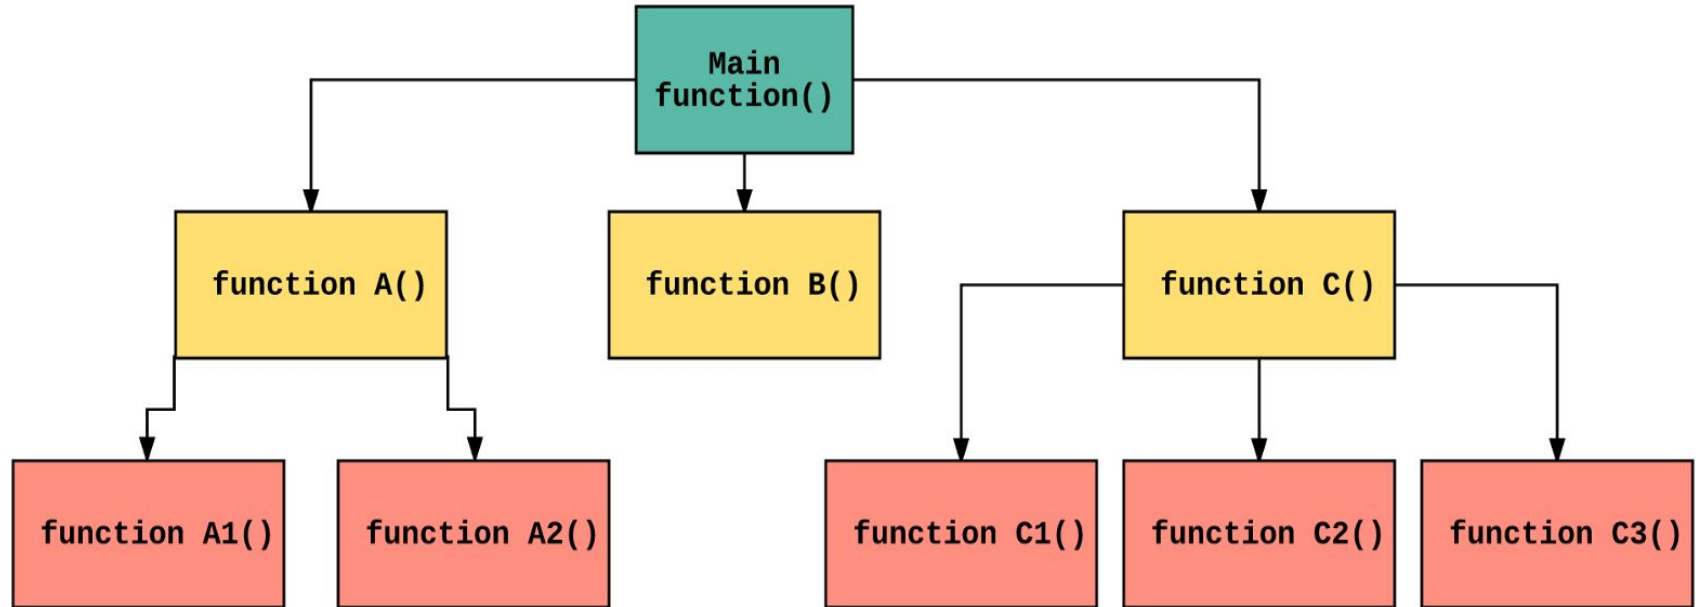 Main
function()
function A()
function B()
function C()
function A1()
function A2()
function C1()
function C2()
function C3()